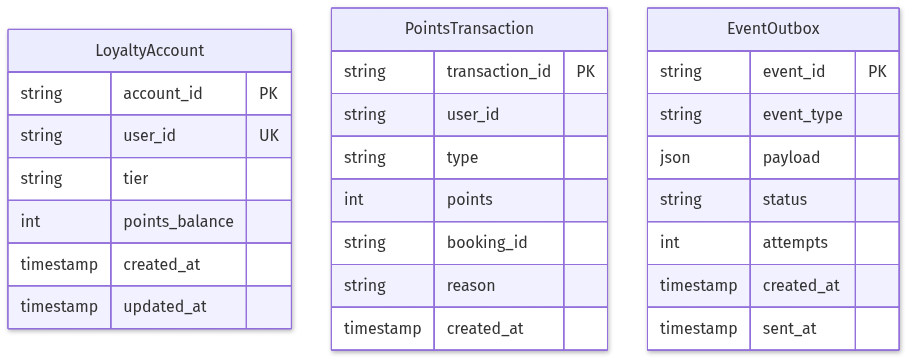 LoyaltyAccount
string account_id PK
string user_id UK
string tier
int points_balance
timestamp created_at
timestamp updated_at
PointsTransaction
string transaction_id PK
string user_id
string type
int points
string booking_id
string reason
timestamp created_at
EventOutbox
string event_id PK
string event_type
json payload
string status
int attempts
timestamp created_at
timestamp sent_at